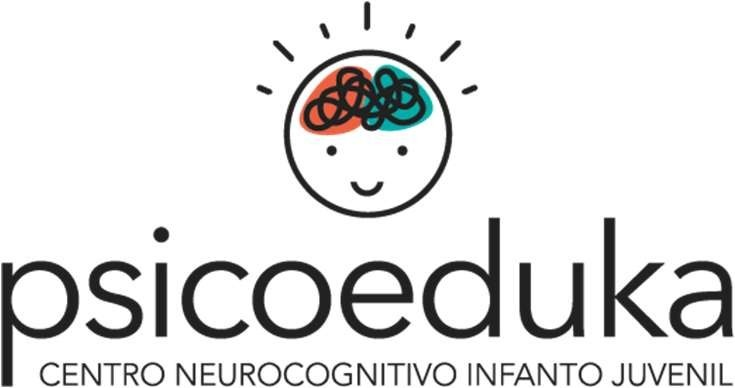 psicoeduka
CENTRO NEUROCOGNITIVO INFANTO JUVENIL